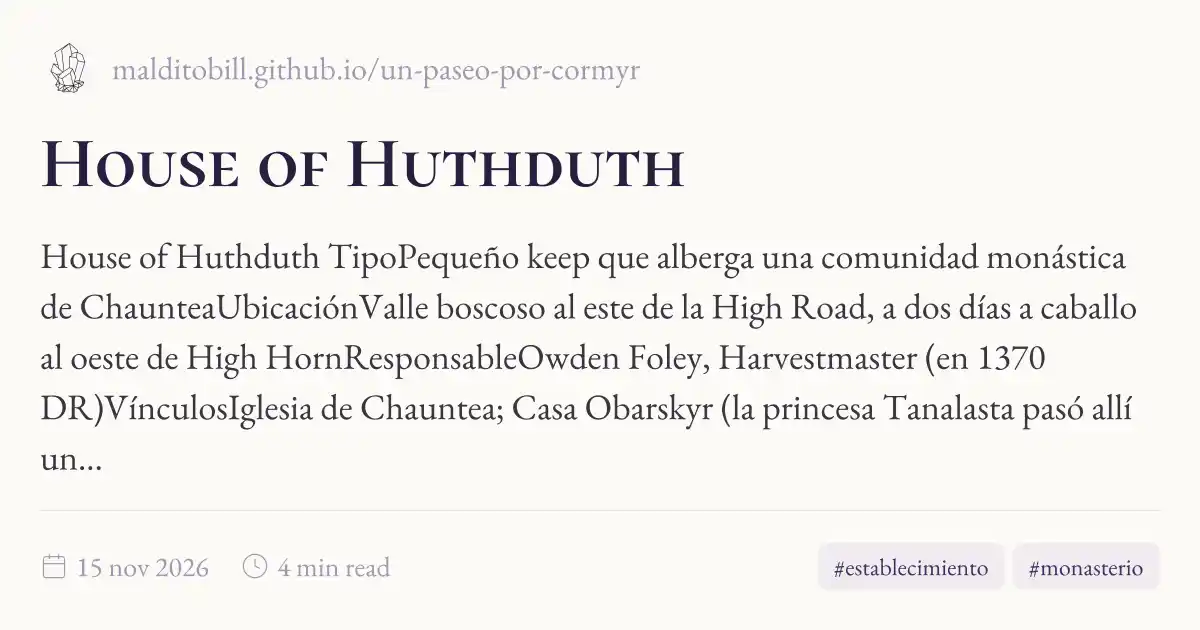 malditobill.github.io/un-paseo-por-cormyr
House of Huthduth
House of Huthduth TipoPequeño keep que alberga una comunidad monástica
de ChaunteaUbicaciónValle boscoso al este de la High Road, a dos días a caballo
al oeste de High HornResponsableOwden Foley, Harvestmaster (en 1370
DR)VínculosIglesia de Chauntea; Casa Obarskyr (la princesa Tanalasta pasó allí
un...
15 nov 2026
4 min read
#establecimiento
#monasterio